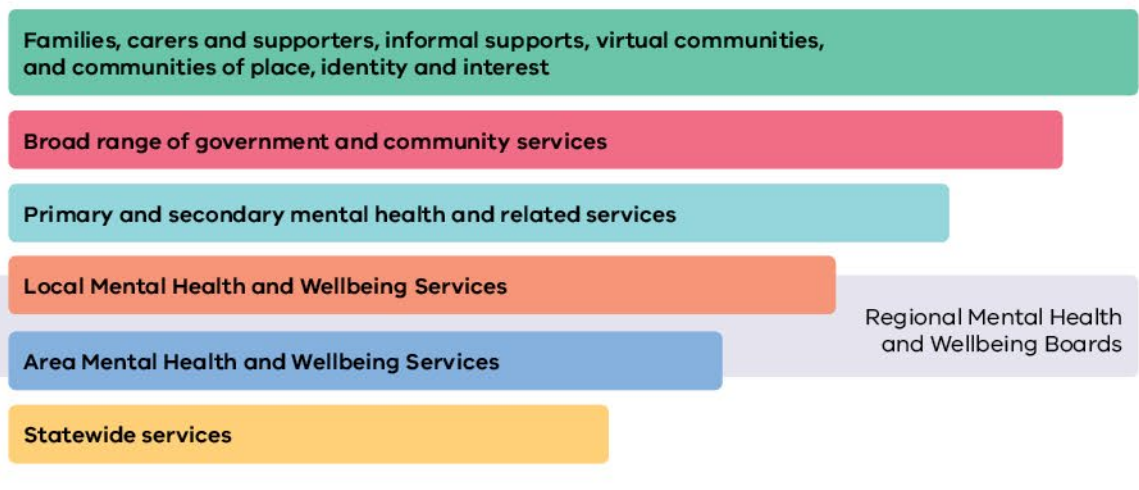 Families, carers and supporters, informal supports, virtual communities,
and communities of place, identity and interest
Broad range of government and community services
Primary and secondary mental health and related services
Local Mental Health and Wellbeing Services
Regional Mental Health
and Wellbeing Boards
Area Mental Health and Wellbeing Services
Statewide services